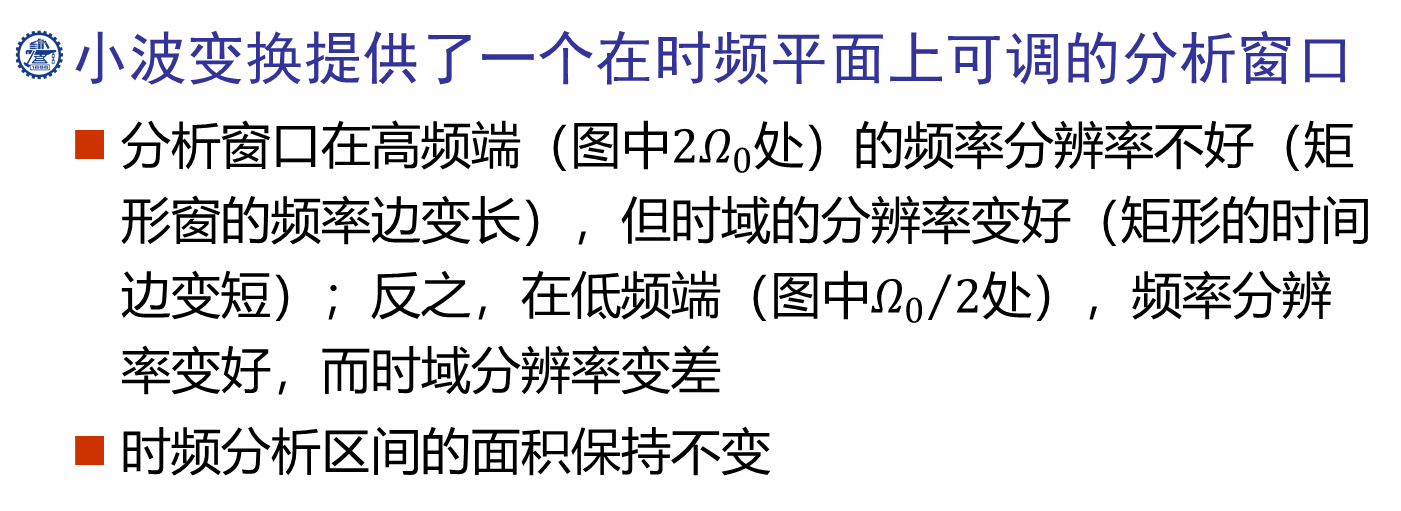 小波变换提供了一个在时频平面上可调的分析窗口
分析窗口在高频端（图中2Ω₀处）的频率分辨率不好（矩
形窗的频率边变长），但时域的分辨率变好（矩形的时间
边变短）；反之，在低频端（图中Ω₀/2处），频率分辨
率变好，而时域分辨率变差
时频分析区间的面积保持不变